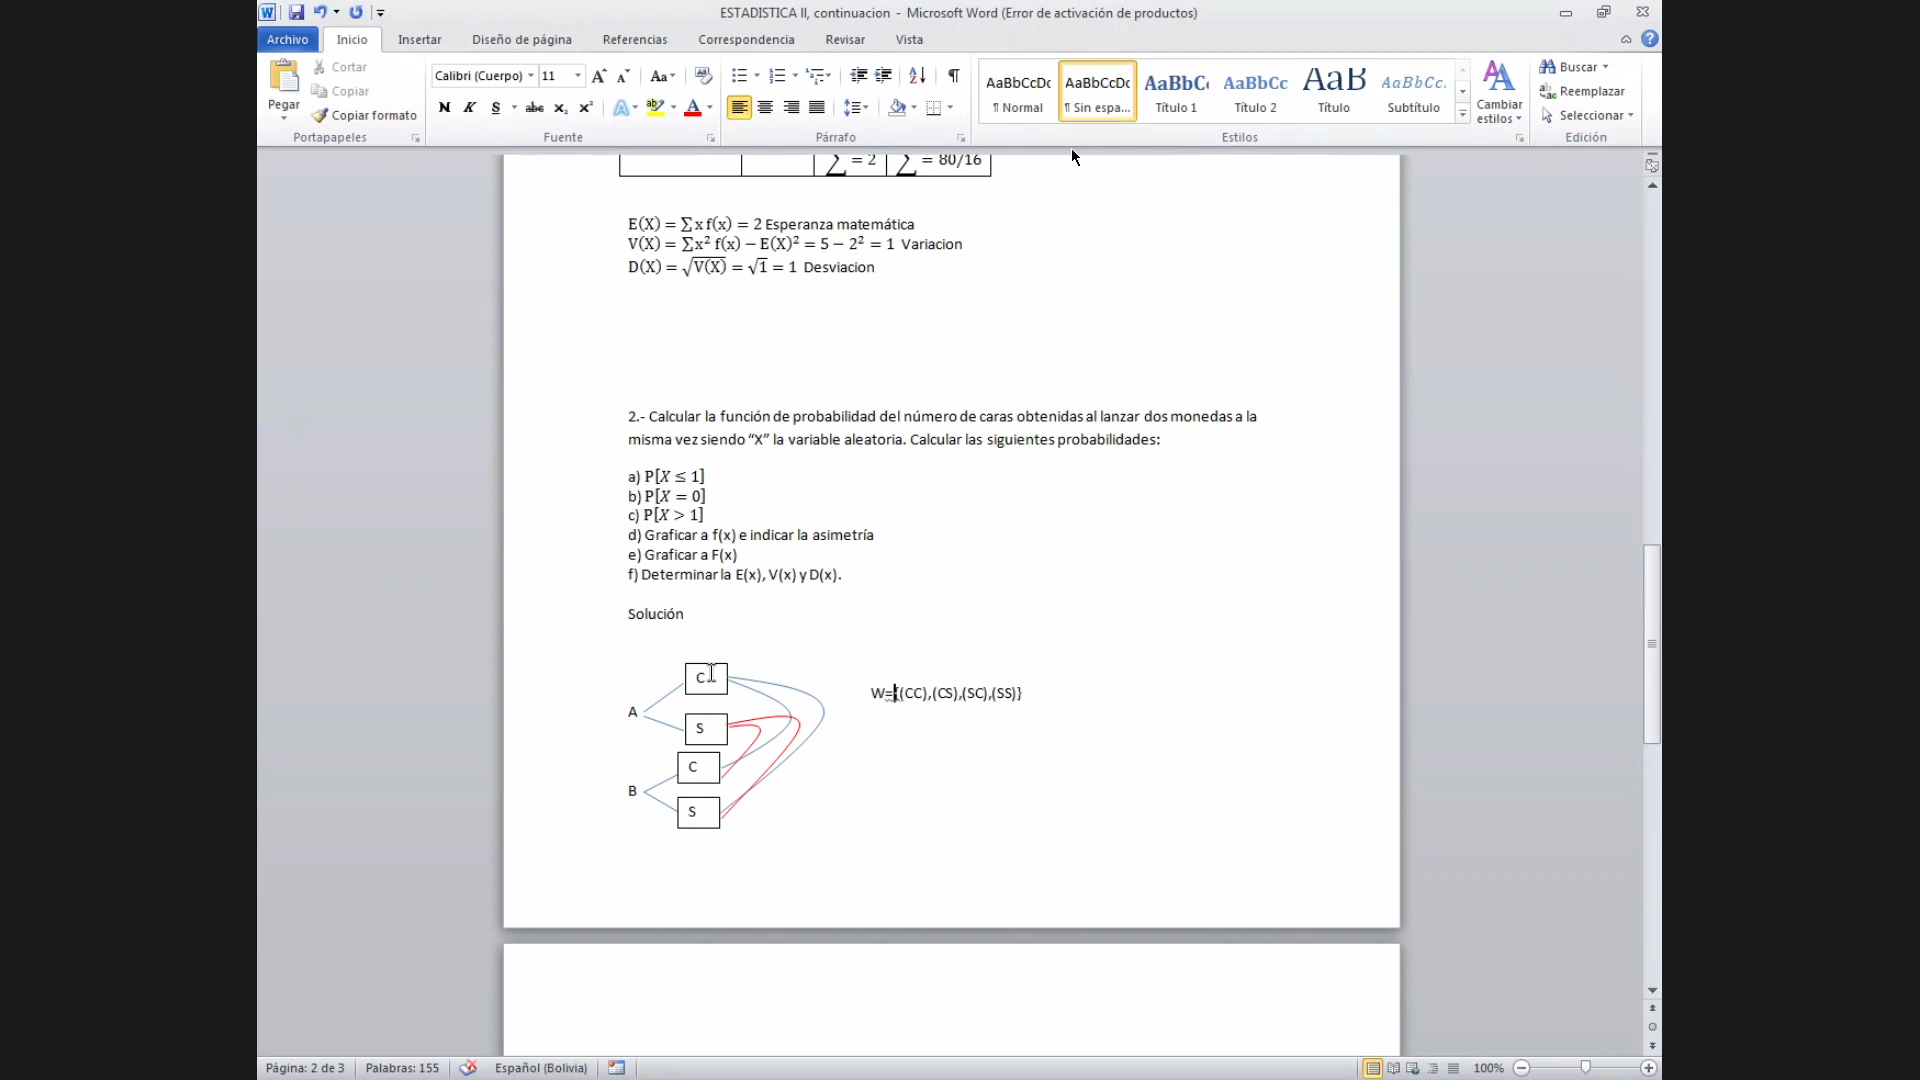 ESTADISTICA II, continuacion - Microsoft Word (Error de activación de productos)
Archivo Inicio Insertar Diseño de página Referencias Correspondencia Revisar Vista
Pegar
Cortar
Copiar
Copiar formato
Portapapeles
Calibri (Cuerpo) 11
N K S abc x₂ x²
Fuente
Párrafo
AaBbCcDc AaBbCcDc AaBbC AaBbCc AaB AaBbCc.
¶ Normal ¶ Sin espa... Título 1 Título 2 Título Subtítulo
Cambiar estilos
Estilos
Buscar
Reemplazar
Seleccionar
Edición
∑ = 2 ∑ = 80/16
E(X) = ∑x f(x) = 2 Esperanza matemática
V(X) = ∑x² f(x) − E(X)² = 5 − 2² = 1 Variacion
D(X) = √V(X) = √1 = 1 Desviacion
2.- Calcular la función de probabilidad del número de caras obtenidas al lanzar dos monedas a la
misma vez siendo “X” la variable aleatoria. Calcular las siguientes probabilidades:
a) P[X ≤ 1]
b) P[X = 0]
c) P[X > 1]
d) Graficar a f(x) e indicar la asimetría
e) Graficar a F(x)
f) Determinar la E(x), V(x) y D(x).
Solución
C
A
S
C
B
S
W={(CC),(CS),(SC),(SS)}
Página: 2 de 3 Palabras: 155 Español (Bolivia) 100%